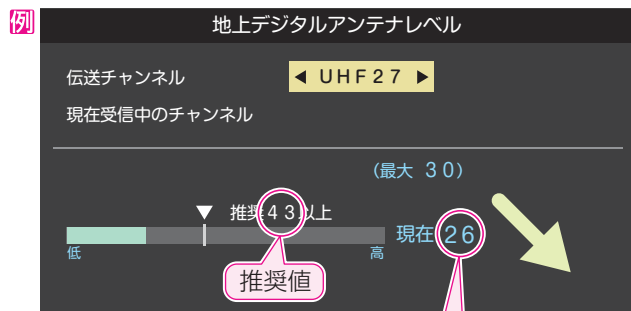 例
地上デジタルアンテナレベル
伝送チャンネル
◀ UHF27 ▶
現在受信中のチャンネル
(最大 30)
▼ 推奨43以上
現在 26
低 高
推奨値